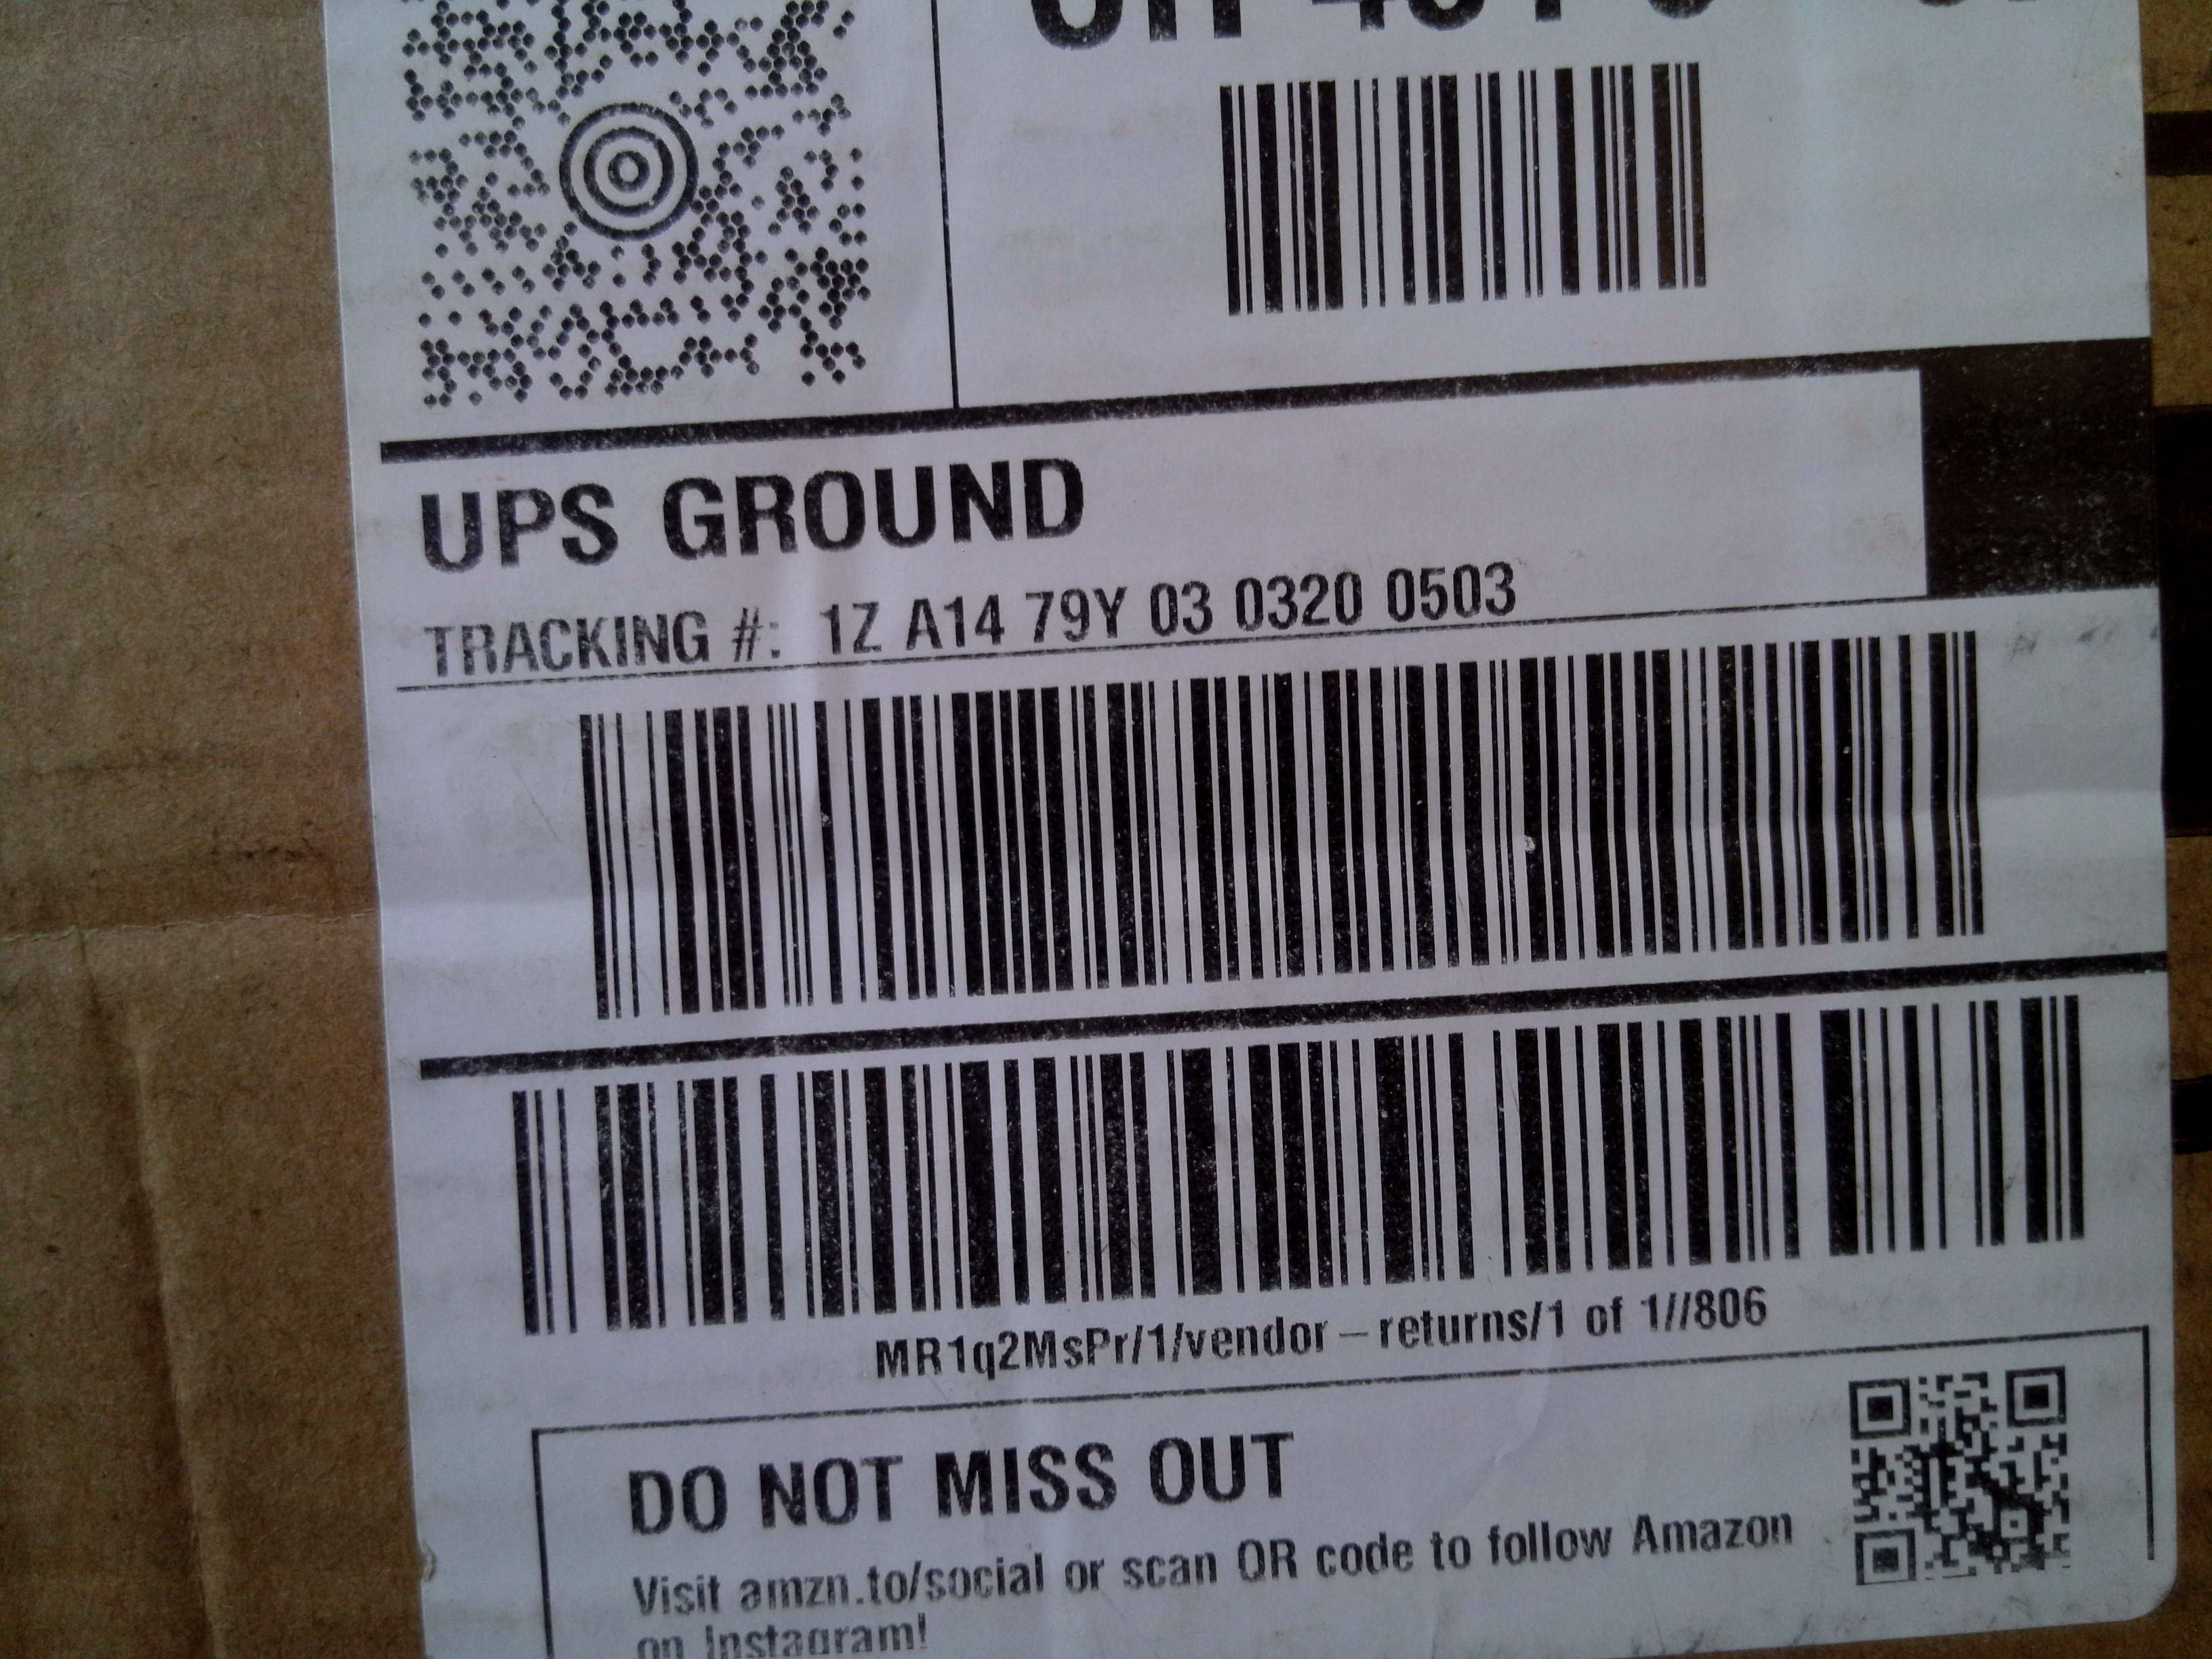 UPS GROUND
TRACKING #: 1Z A14 79Y 03 0320 0503
MR1q2MsPr/1/vendor – returns/1 of 1//806
DO NOT MISS OUT
Visit amzn.to/social or scan QR code to follow Amazon
on Instagram!